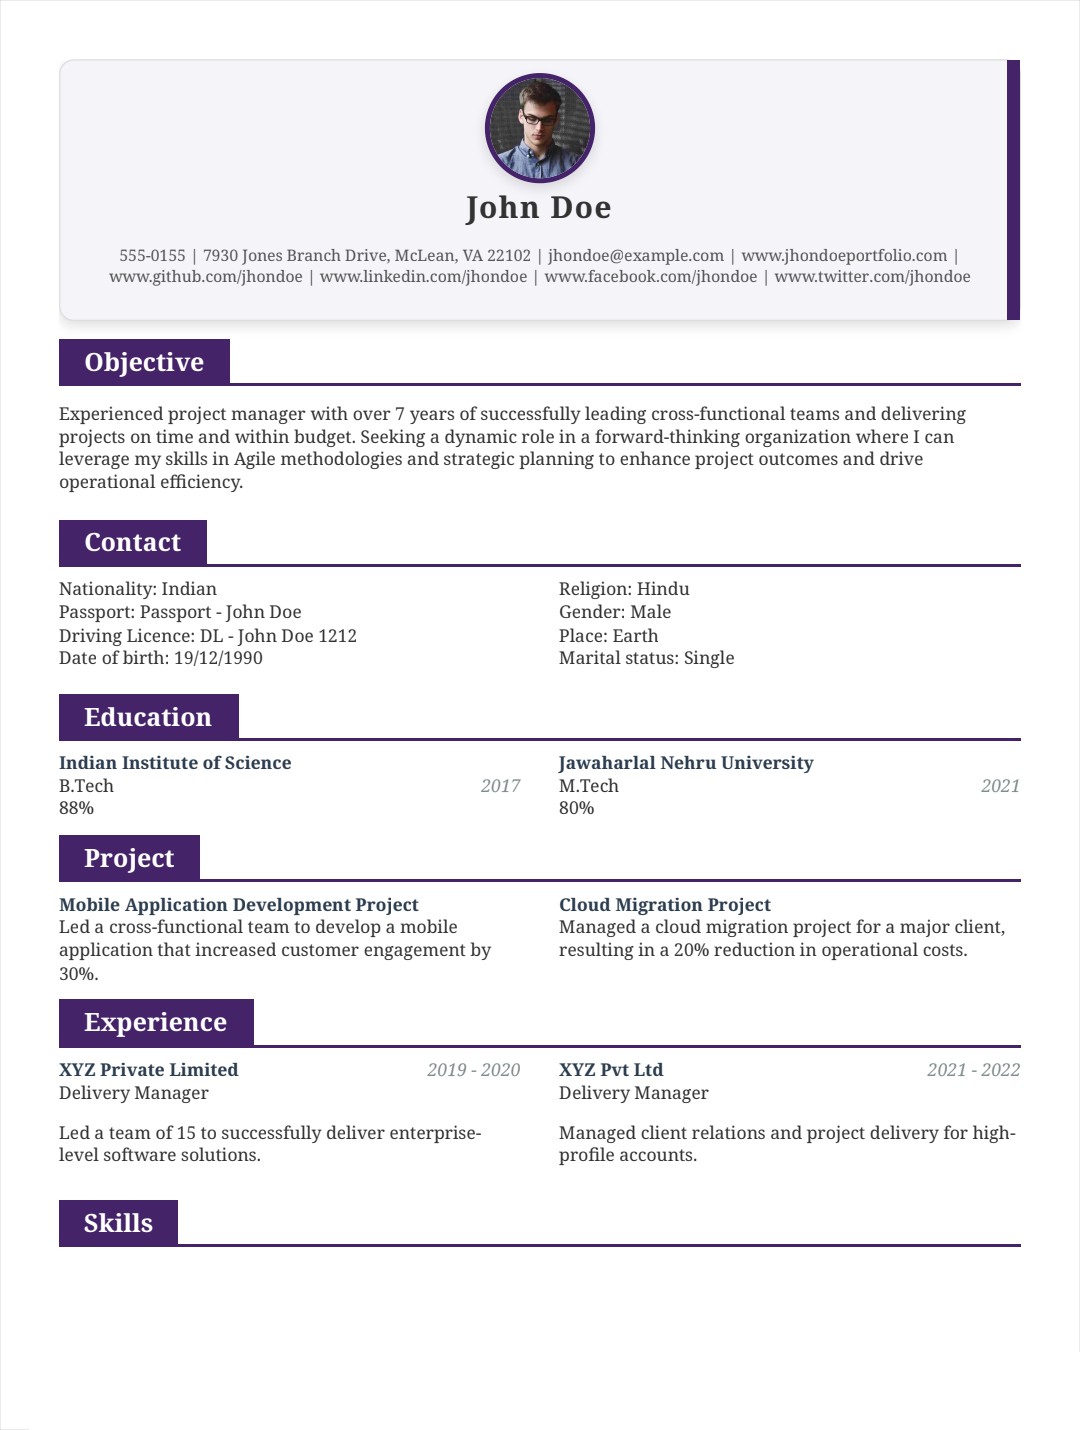 John Doe
555-0155 | 7930 Jones Branch Drive, McLean, VA 22102 | jhondoe@example.com | www.jhondoeportfolio.com |
www.github.com/jhondoe | www.linkedin.com/jhondoe | www.facebook.com/jhondoe | www.twitter.com/jhondoe
Objective
Experienced project manager with over 7 years of successfully leading cross-functional teams and delivering
projects on time and within budget. Seeking a dynamic role in a forward-thinking organization where I can
leverage my skills in Agile methodologies and strategic planning to enhance project outcomes and drive
operational efficiency.
Contact
Nationality: Indian
Passport: Passport - John Doe
Driving Licence: DL - John Doe 1212
Date of birth: 19/12/1990
Religion: Hindu
Gender: Male
Place: Earth
Marital status: Single
Education
Indian Institute of Science
B.Tech 2017
88%
Jawaharlal Nehru University
M.Tech 2021
80%
Project
Mobile Application Development Project
Led a cross-functional team to develop a mobile
application that increased customer engagement by
30%.
Cloud Migration Project
Managed a cloud migration project for a major client,
resulting in a 20% reduction in operational costs.
Experience
XYZ Private Limited 2019 - 2020
Delivery Manager
Led a team of 15 to successfully deliver enterprise-
level software solutions.
XYZ Pvt Ltd 2021 - 2022
Delivery Manager
Managed client relations and project delivery for high-
profile accounts.
Skills